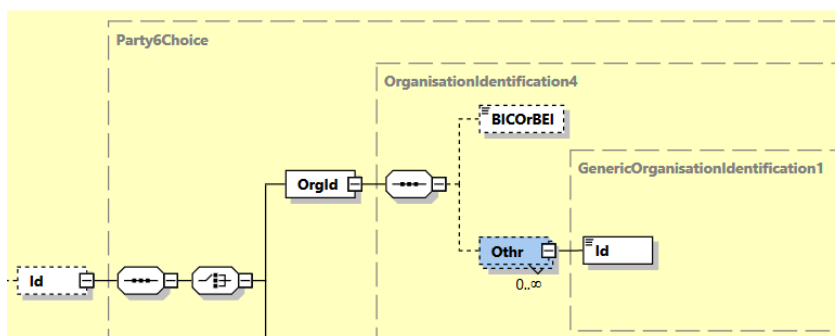 Party6Choice
OrganisationIdentification4
BICOrBEI
GenericOrganisationIdentification1
OrgId
Othr
Id
Id
0..∞